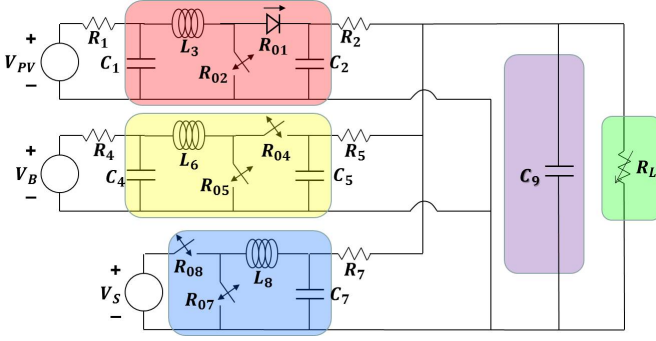 +
R1
L3
R01
R2
VPV
C1
R02
C2
−
+
R4
L6
R04
R5
VB
C4
R05
C5
−
C9
RL
+
R08
L8
R7
VS
R07
C7
−